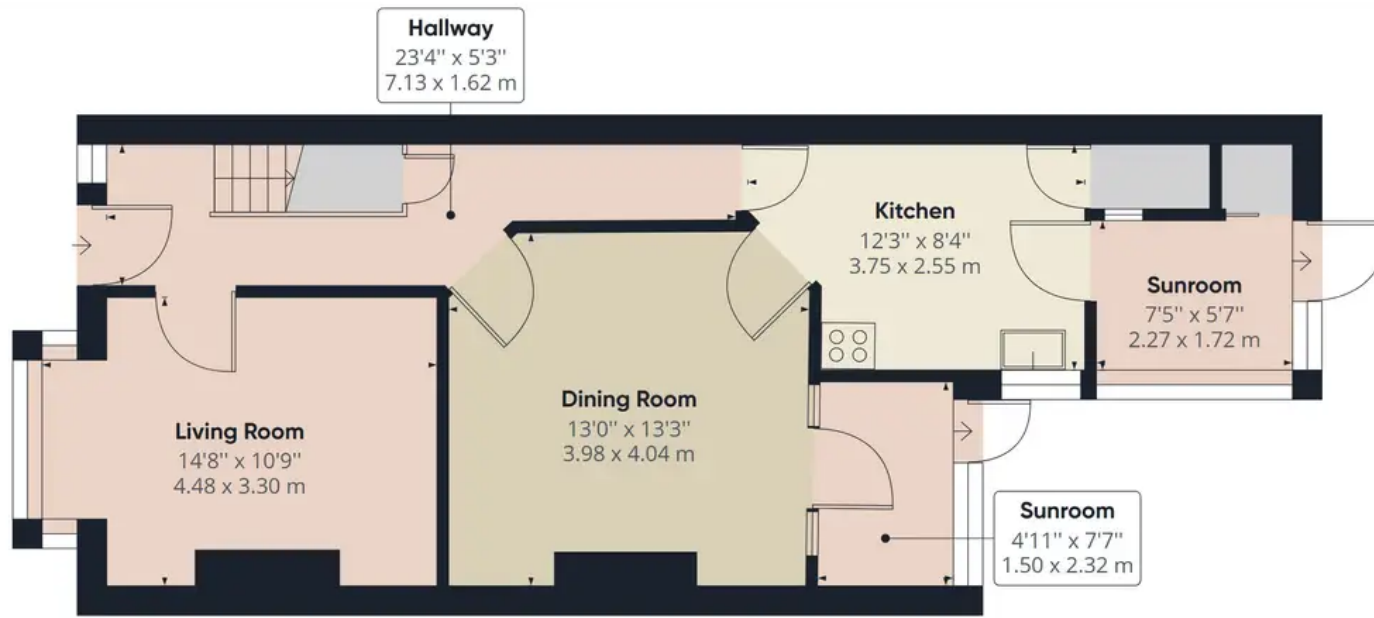 Hallway
23'4" x 5'3"
7.13 x 1.62 m
Kitchen
12'3" x 8'4"
3.75 x 2.55 m
Sunroom
7'5" x 5'7"
2.27 x 1.72 m
Dining Room
13'0" x 13'3"
3.98 x 4.04 m
Living Room
14'8" x 10'9"
4.48 x 3.30 m
Sunroom
4'11" x 7'7"
1.50 x 2.32 m